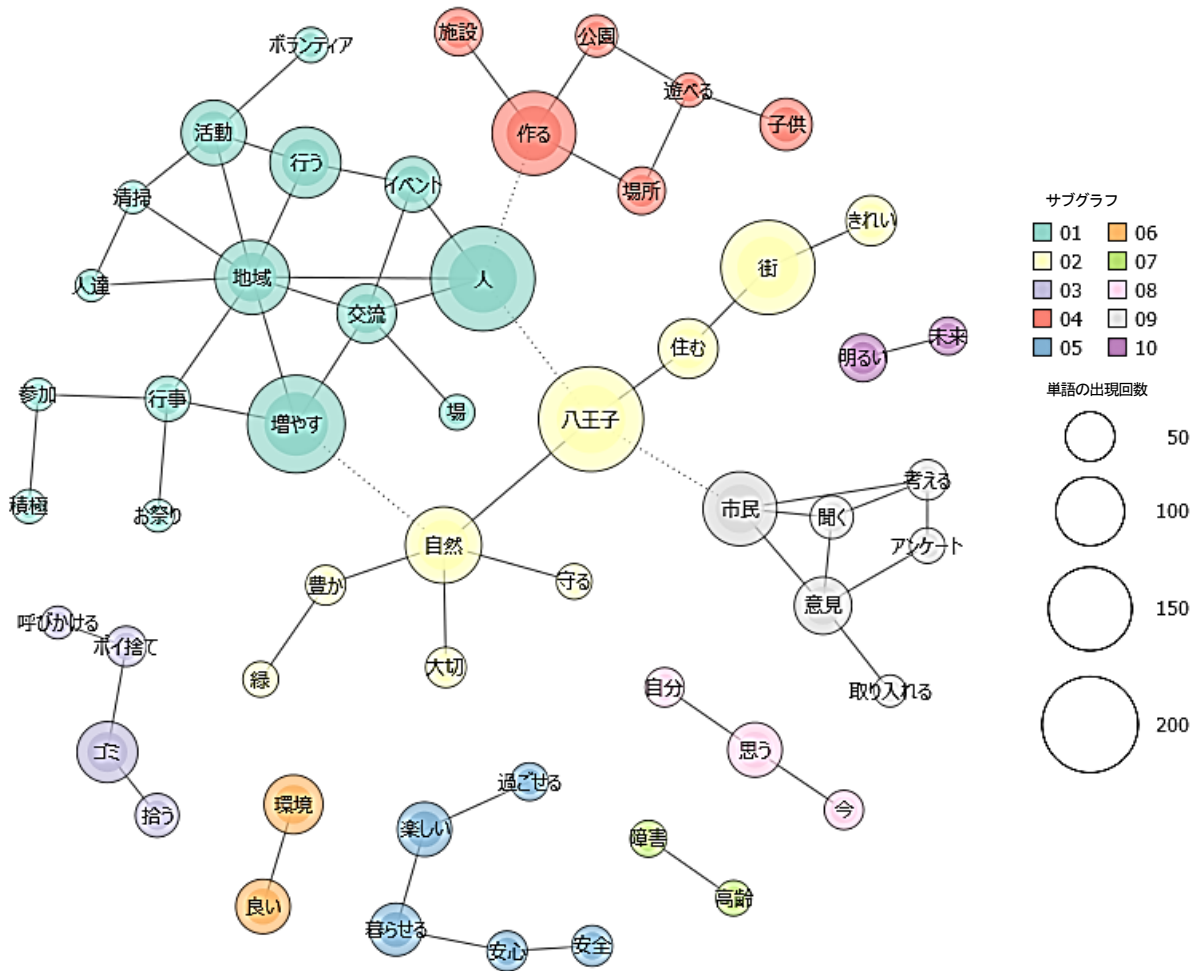 ボランティア
活動
行う
清掃
イベント
人達
地域
人
交流
参加
行事
増やす
場
積極
お祭り
施設
公園
作る
遊べる
子供
場所
きれい
街
住む
八王子
自然
豊か
守る
緑
大切
明るい
未来
市民
考える
聞く
アンケート
意見
取り入れる
呼びかける
ポイ捨て
ゴミ
拾う
環境
良い
過ごせる
楽しい
暮らせる
安心
安全
自分
思う
今
障害
高齢
サブグラフ
01 06
02 07
03 08
04 09
05 10
単語の出現回数
50
100
150
200